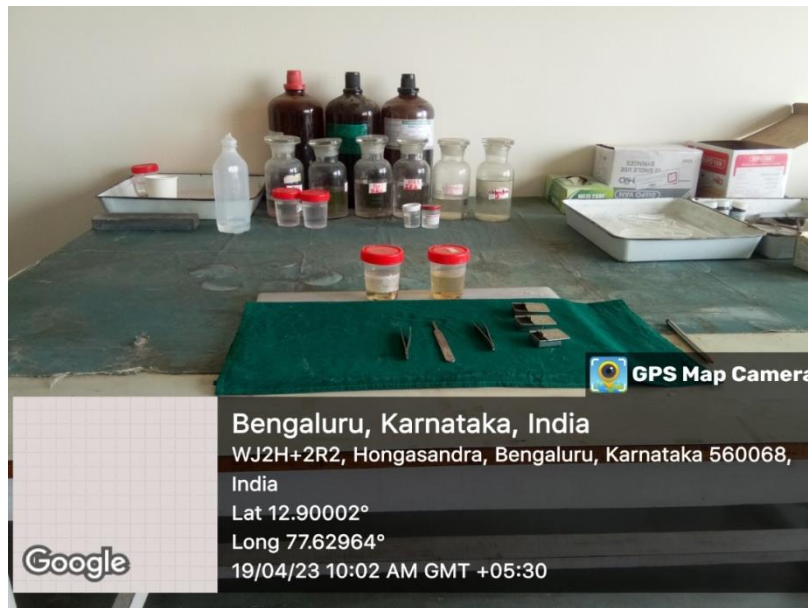 GPS Map Camera
Bengaluru, Karnataka, India
WJ2H+2R2, Hongasandra, Bengaluru, Karnataka 560068,
India
Lat 12.90002°
Long 77.62964°
19/04/23 10:02 AM GMT +05:30
Google